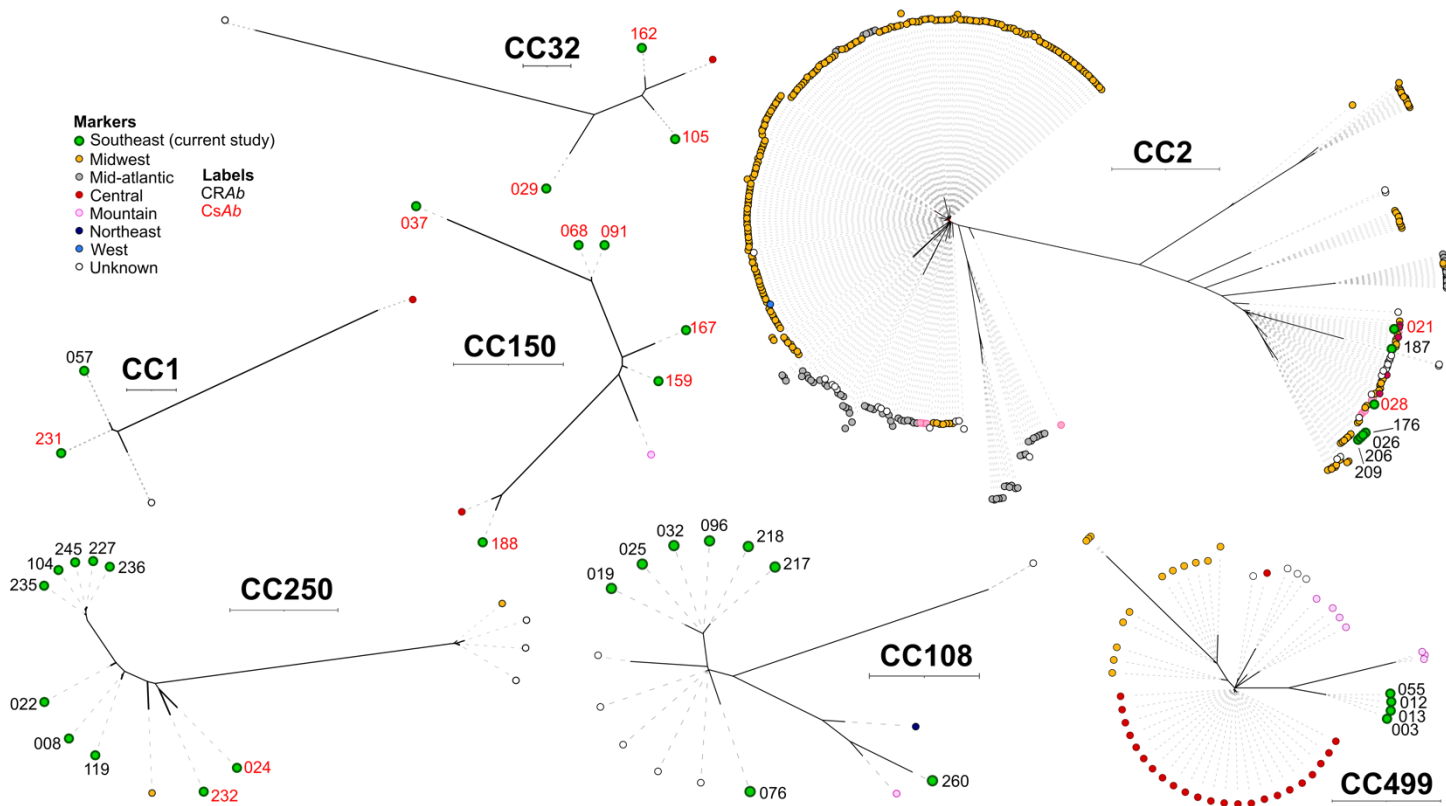 162
CC32
105
029
Markers
Southeast (current study)
Midwest
Mid-atlantic
Central
Mountain
Northeast
West
Unknown
Labels
CRAb
CsAb
037
068
091
167
CC150
159
188
057
CC1
231
CC2
021
187
028
176
026
206
209
245
227
104
236
235
CC250
022
008
119
024
232
096
032
218
025
217
019
CC108
260
076
055
012
013
003
CC499